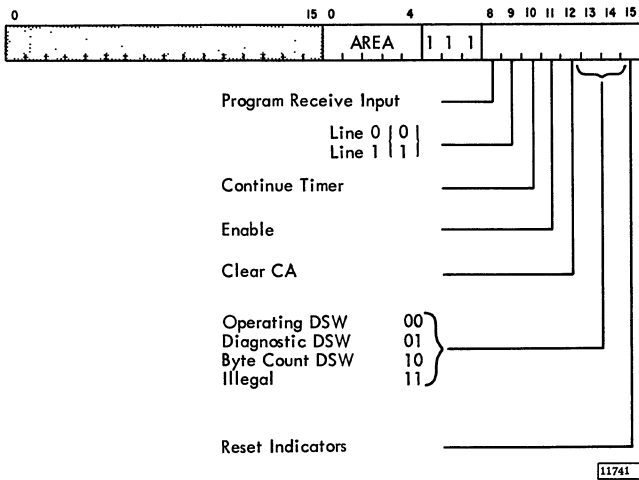 0 15 0 4 8 9 10 11 12 13 14 15
AREA 1 1 1
Program Receive Input
Line 0 0
Line 1 1
Continue Timer
Enable
Clear CA
Operating DSW 00
Diagnostic DSW 01
Byte Count DSW 10
Illegal 11
Reset Indicators
11741